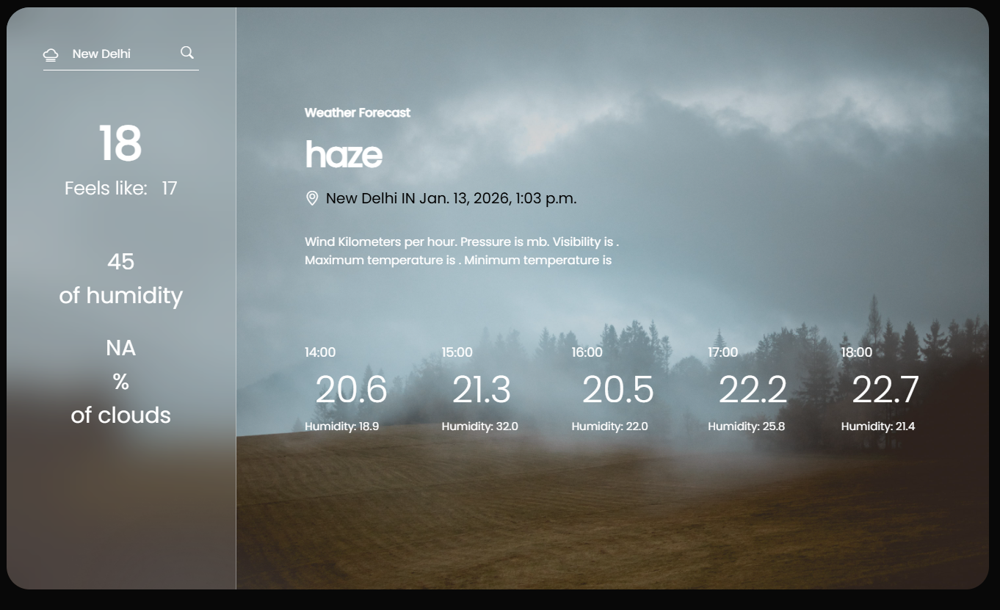 New Delhi
18
Feels like: 17
45
of humidity
NA
%
of clouds
Weather Forecast
haze
New Delhi IN Jan. 13, 2026, 1:03 p.m.
Wind Kilometers per hour. Pressure is mb. Visibility is .
Maximum temperature is . Minimum temperature is
14:00 15:00 16:00 17:00 18:00
20.6 21.3 20.5 22.2 22.7
Humidity: 18.9 Humidity: 32.0 Humidity: 22.0 Humidity: 25.8 Humidity: 21.4